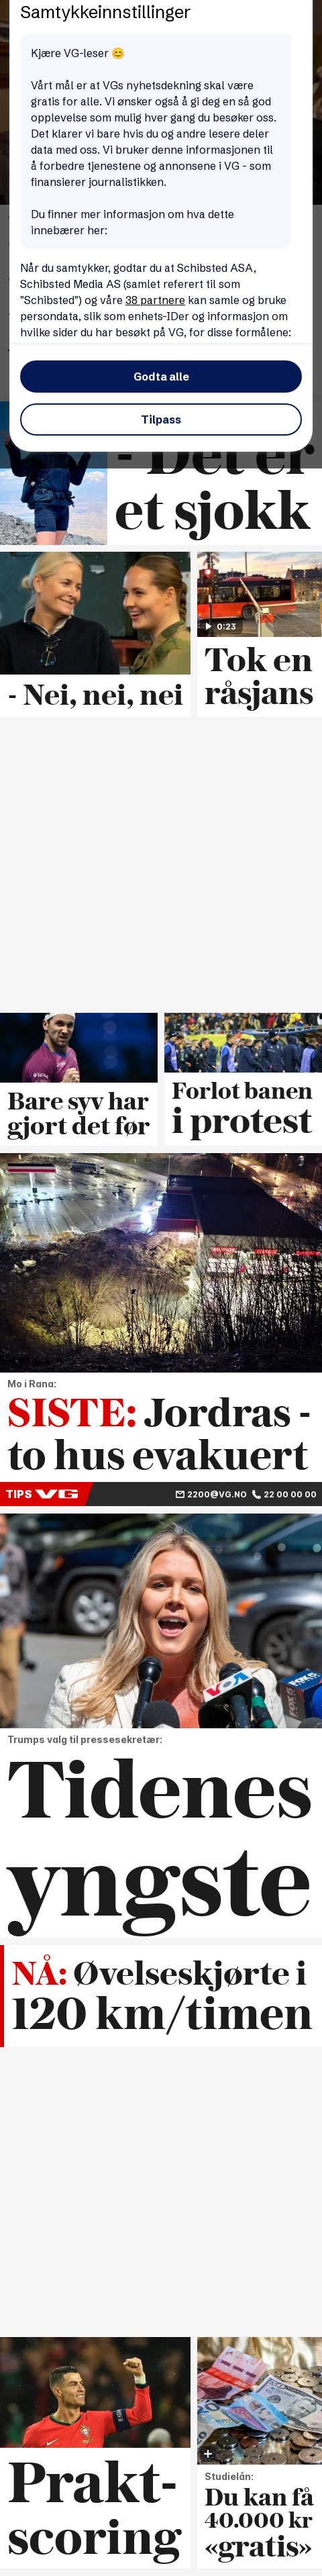 Samtykkeinnstillinger
Kjære VG-leser 😊
Vårt mål er at VGs nyhetsdekning skal være
gratis for alle. Vi ønsker også å gi deg en så god
opplevelse som mulig hver gang du besøker oss.
Det klarer vi bare hvis du og andre lesere deler
data med oss. Vi bruker denne informasjonen til
å forbedre tjenestene og annonsene i VG - som
finansierer journalistikken.
Du finner mer informasjon om hva dette
innebærer her:
Når du samtykker, godtar du at Schibsted ASA,
Schibsted Media AS (samlet referert til som
"Schibsted") og våre 38 partnere kan samle og bruke
persondata, slik som enhets-IDer og informasjon om
hvilke sider du har besøkt på VG, for disse formålene:
Godta alle
Tilpass
- Det er
et sjokk
- Nei, nei, nei
0:23
Tok en
råsjans
Bare syv har
gjort det før
Forlot banen
i protest
Mo i Rana:
SISTE: Jordras -
to hus evakuert
TIPS VG 2200@VG.NO 22 00 00 00
FOX 5
Trumps valg til pressesekretær:
Tidenes
yngste
NÅ: Øvelseskjørte i
120 km/timen
Prakt-
scoring
Studielån:
Du kan få
40.000 kr
«gratis»